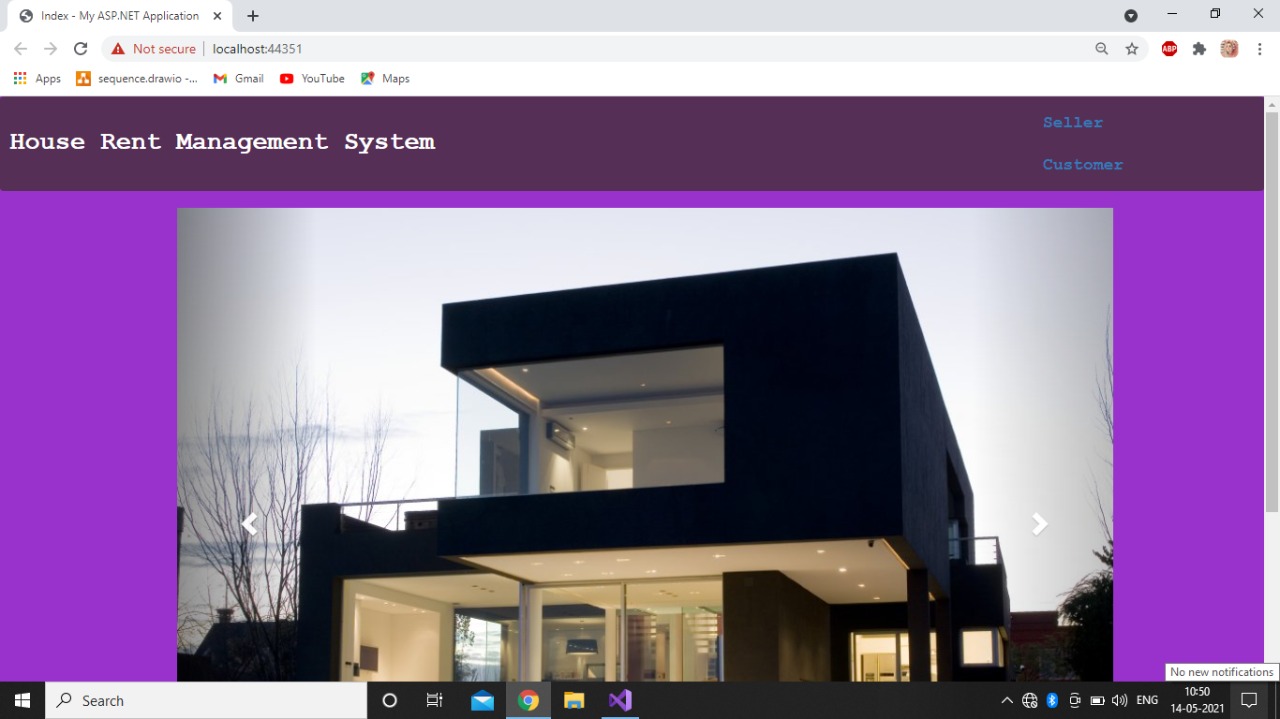 Index - My ASP.NET Application
Not secure
localhost:44351
ABP
Apps
sequence.drawio -...
Gmail
YouTube
Maps
House Rent Management System
Seller
Customer
No new notifications
Search
ENG
10:50
14-05-2021